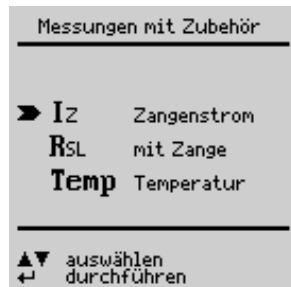 Messungen mit Zubehör
IZ Zangenstrom
RSL mit Zange
Temp Temperatur
▲▼ auswählen
↵ durchführen